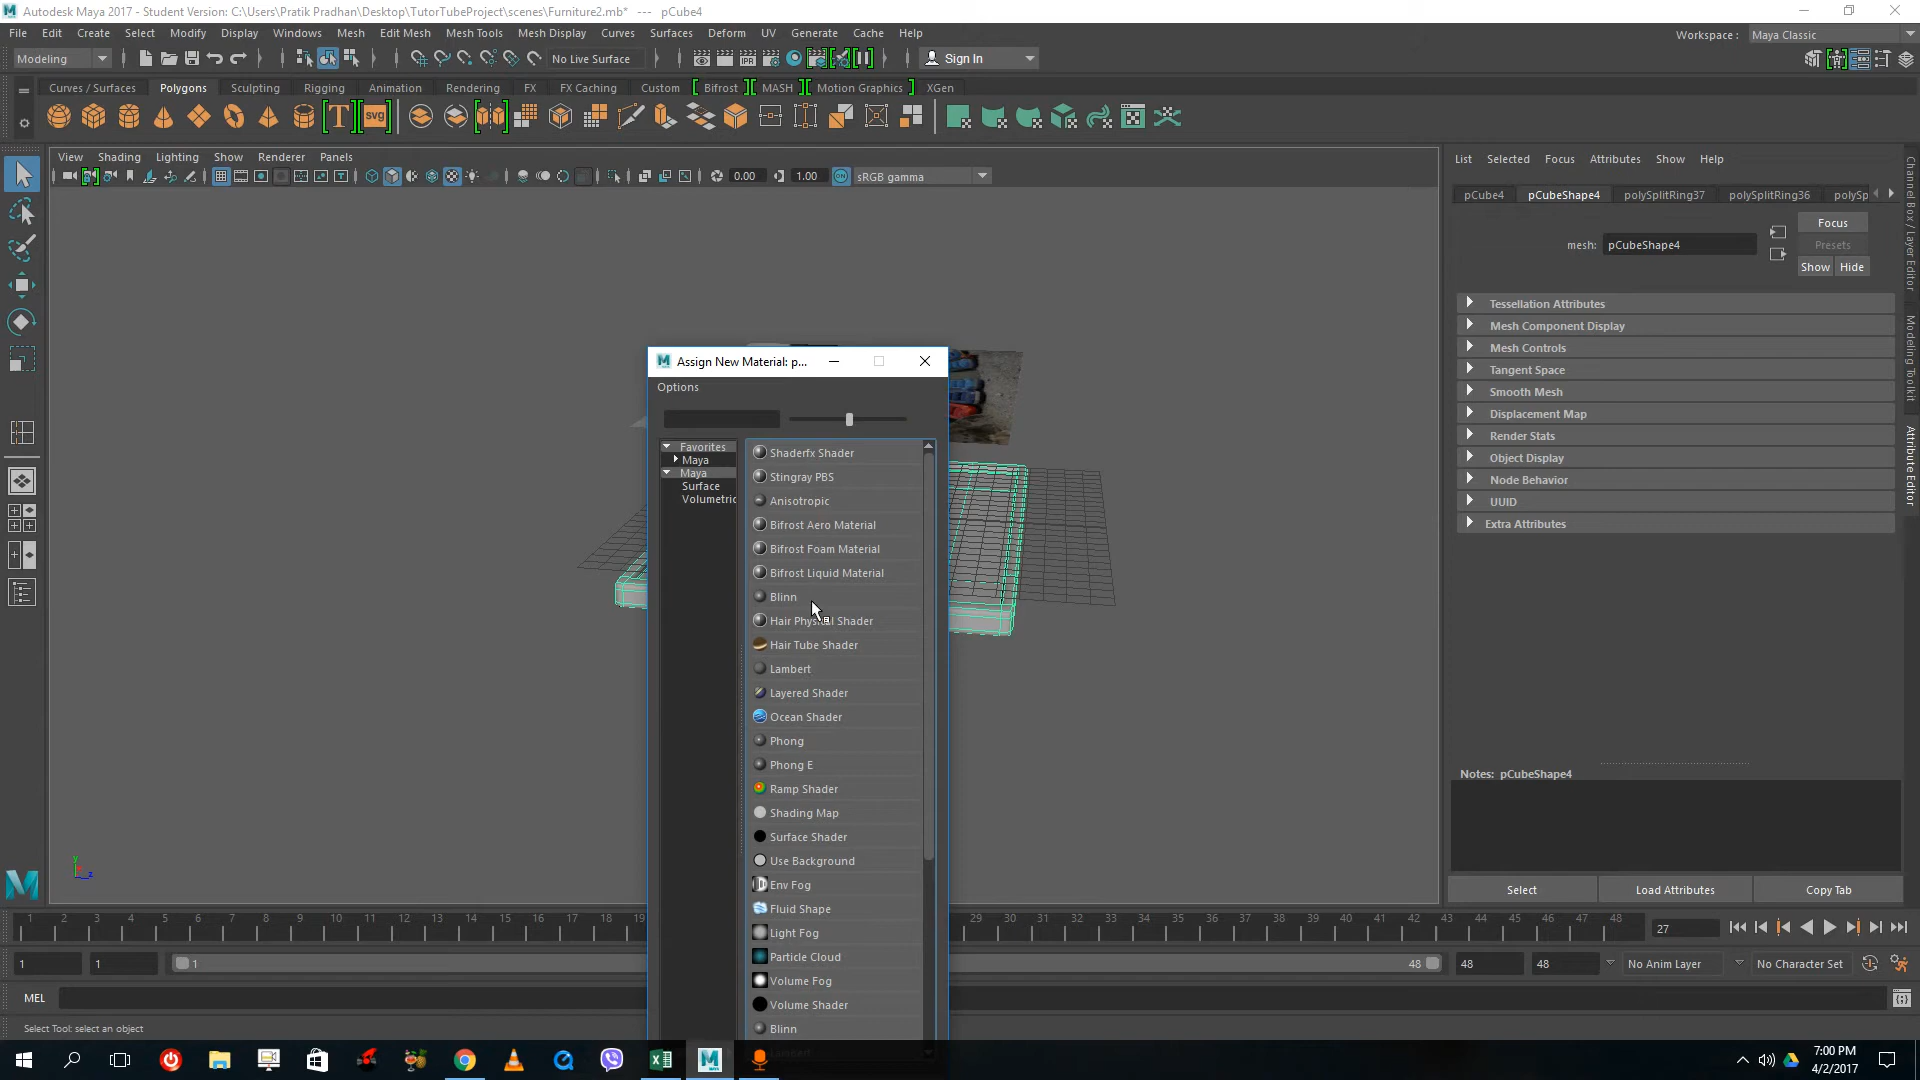 Autodesk Maya 2017 - Student Version: C:\Users\Pratik Pradhan\Desktop\TutorTubeProject\scenes\Furniture2.mb* --- pCube4
File Edit Create Select Modify Display Windows Mesh Edit Mesh Mesh Tools Mesh Display Curves Surfaces Deform UV Generate Cache Help
Workspace : Maya Classic
Modeling No Live Surface Sign In
Curves / Surfaces Polygons Sculpting Rigging Animation Rendering FX FX Caching Custom Bifrost MASH Motion Graphics XGen
T svg
View Shading Lighting Show Renderer Panels
0.00 1.00 ON sRGB gamma
List Selected Focus Attributes Show Help
pCube4 pCubeShape4 polySplitRing37 polySplitRing36 polySp
Focus
mesh: pCubeShape4
Presets
Show Hide
Tessellation Attributes
Mesh Component Display
Mesh Controls
Tangent Space
Smooth Mesh
Displacement Map
Render Stats
Object Display
Node Behavior
UUID
Extra Attributes
Channel Box / Layer Editor
Modeling Toolkit
Attribute Editor
Assign New Material: p...
Options
Favorites
Maya
Maya
Surface
Volumetric
Shaderfx Shader
Stingray PBS
Anisotropic
Bifrost Aero Material
Bifrost Foam Material
Bifrost Liquid Material
Blinn
Hair Physical Shader
Hair Tube Shader
Lambert
Layered Shader
Ocean Shader
Phong
Phong E
Ramp Shader
Shading Map
Surface Shader
Use Background
Env Fog
Fluid Shape
Light Fog
Particle Cloud
Volume Fog
Volume Shader
Blinn
Notes: pCubeShape4
Select Load Attributes Copy Tab
y
z
1 2 3 4 5 6 7 8 9 10 11 12 13 14 15 16 17 18 19 29 30 31 32 33 34 35 36 37 38 39 40 41 42 43 44 45 46 47 48 27
1 1 1 48 48 48 No Anim Layer No Character Set
MEL
Select Tool: select an object
7:00 PM
4/2/2017